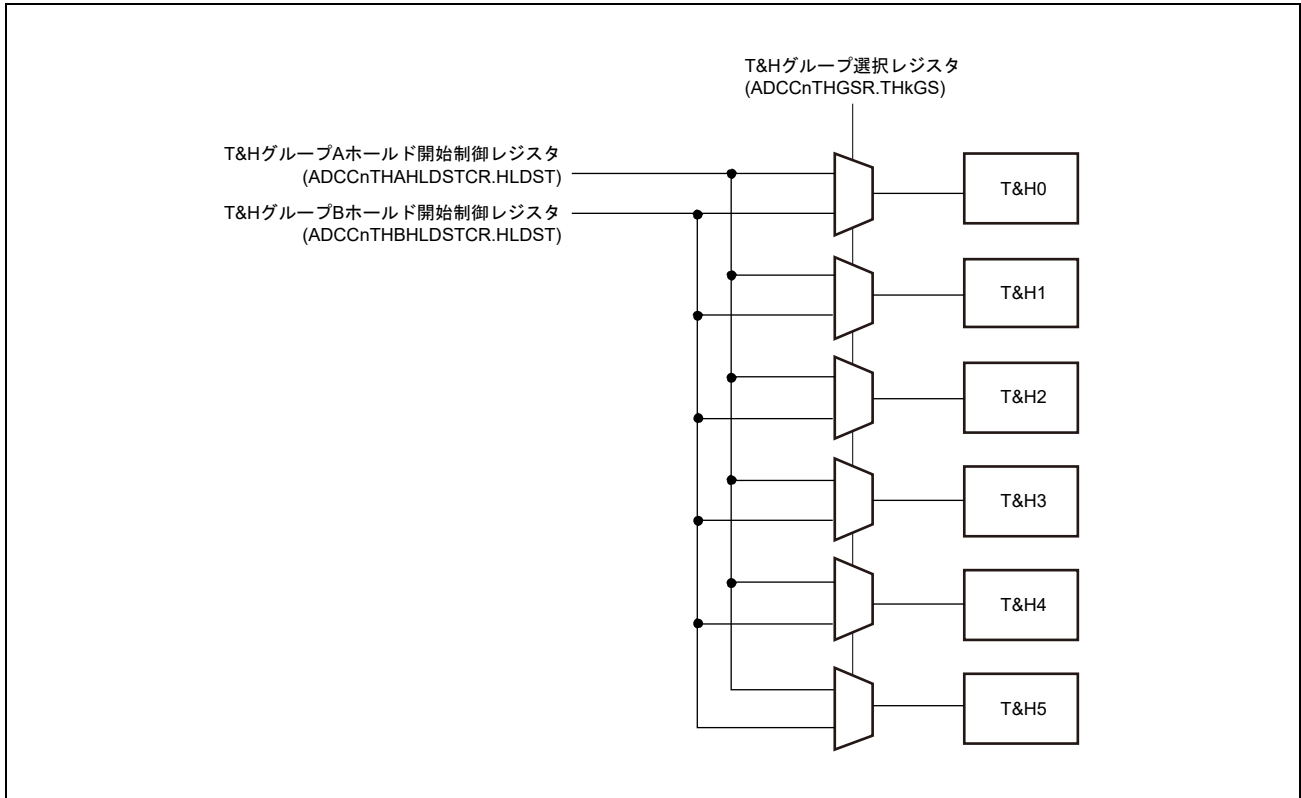 T&Hグループ選択レジスタ
(ADCCnTHGSR.THkGS)
T&HグループAホールド開始制御レジスタ
(ADCCnTHAHLDSTCR.HLDST)
T&HグループBホールド開始制御レジスタ
(ADCCnTHBHLDSTCR.HLDST)
T&H0
T&H1
T&H2
T&H3
T&H4
T&H5